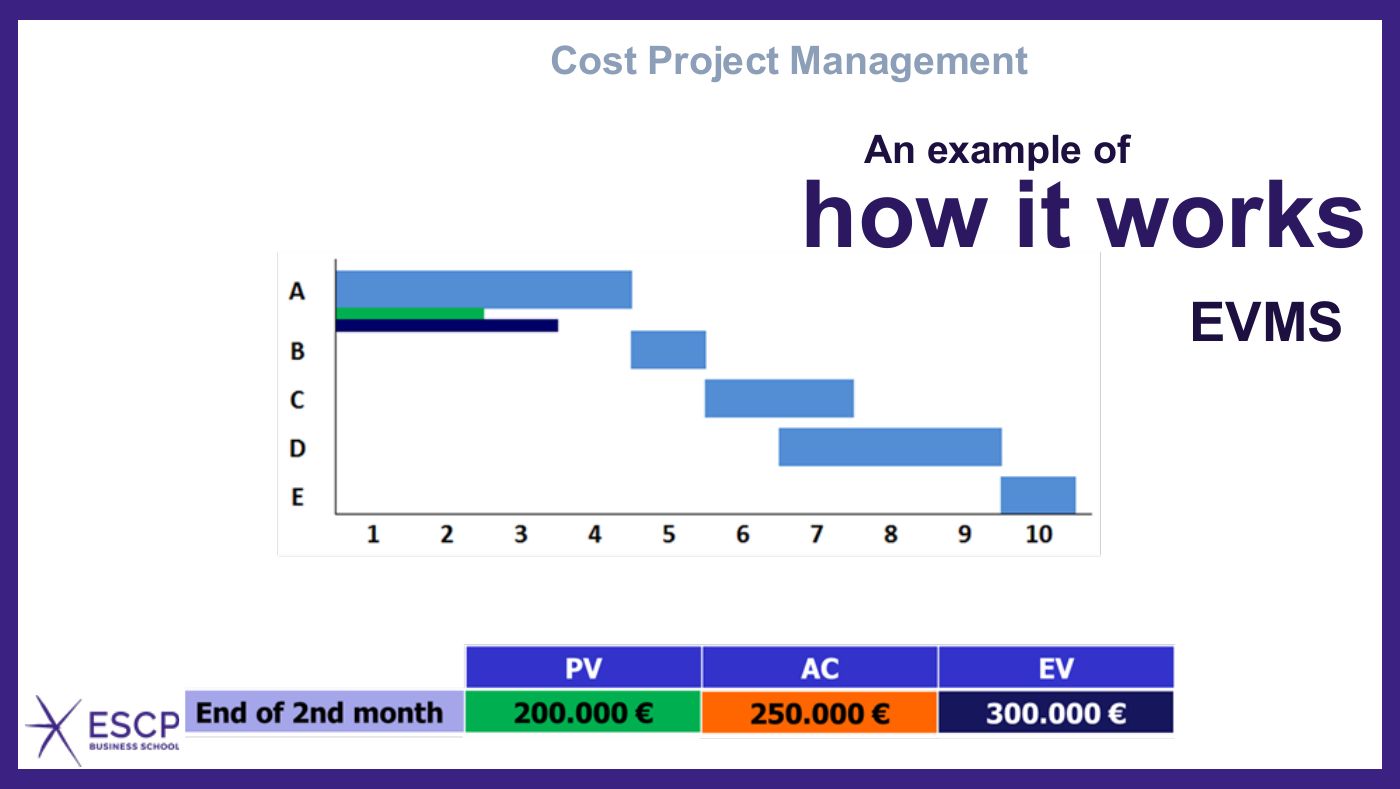 Cost Project Management
An example of
how it works
EVMS
A
B
C
D
E
1 2 3 4 5 6 7 8 9 10
PV AC EV
End of 2nd month 200.000 € 250.000 € 300.000 €
ESCP
BUSINESS SCHOOL